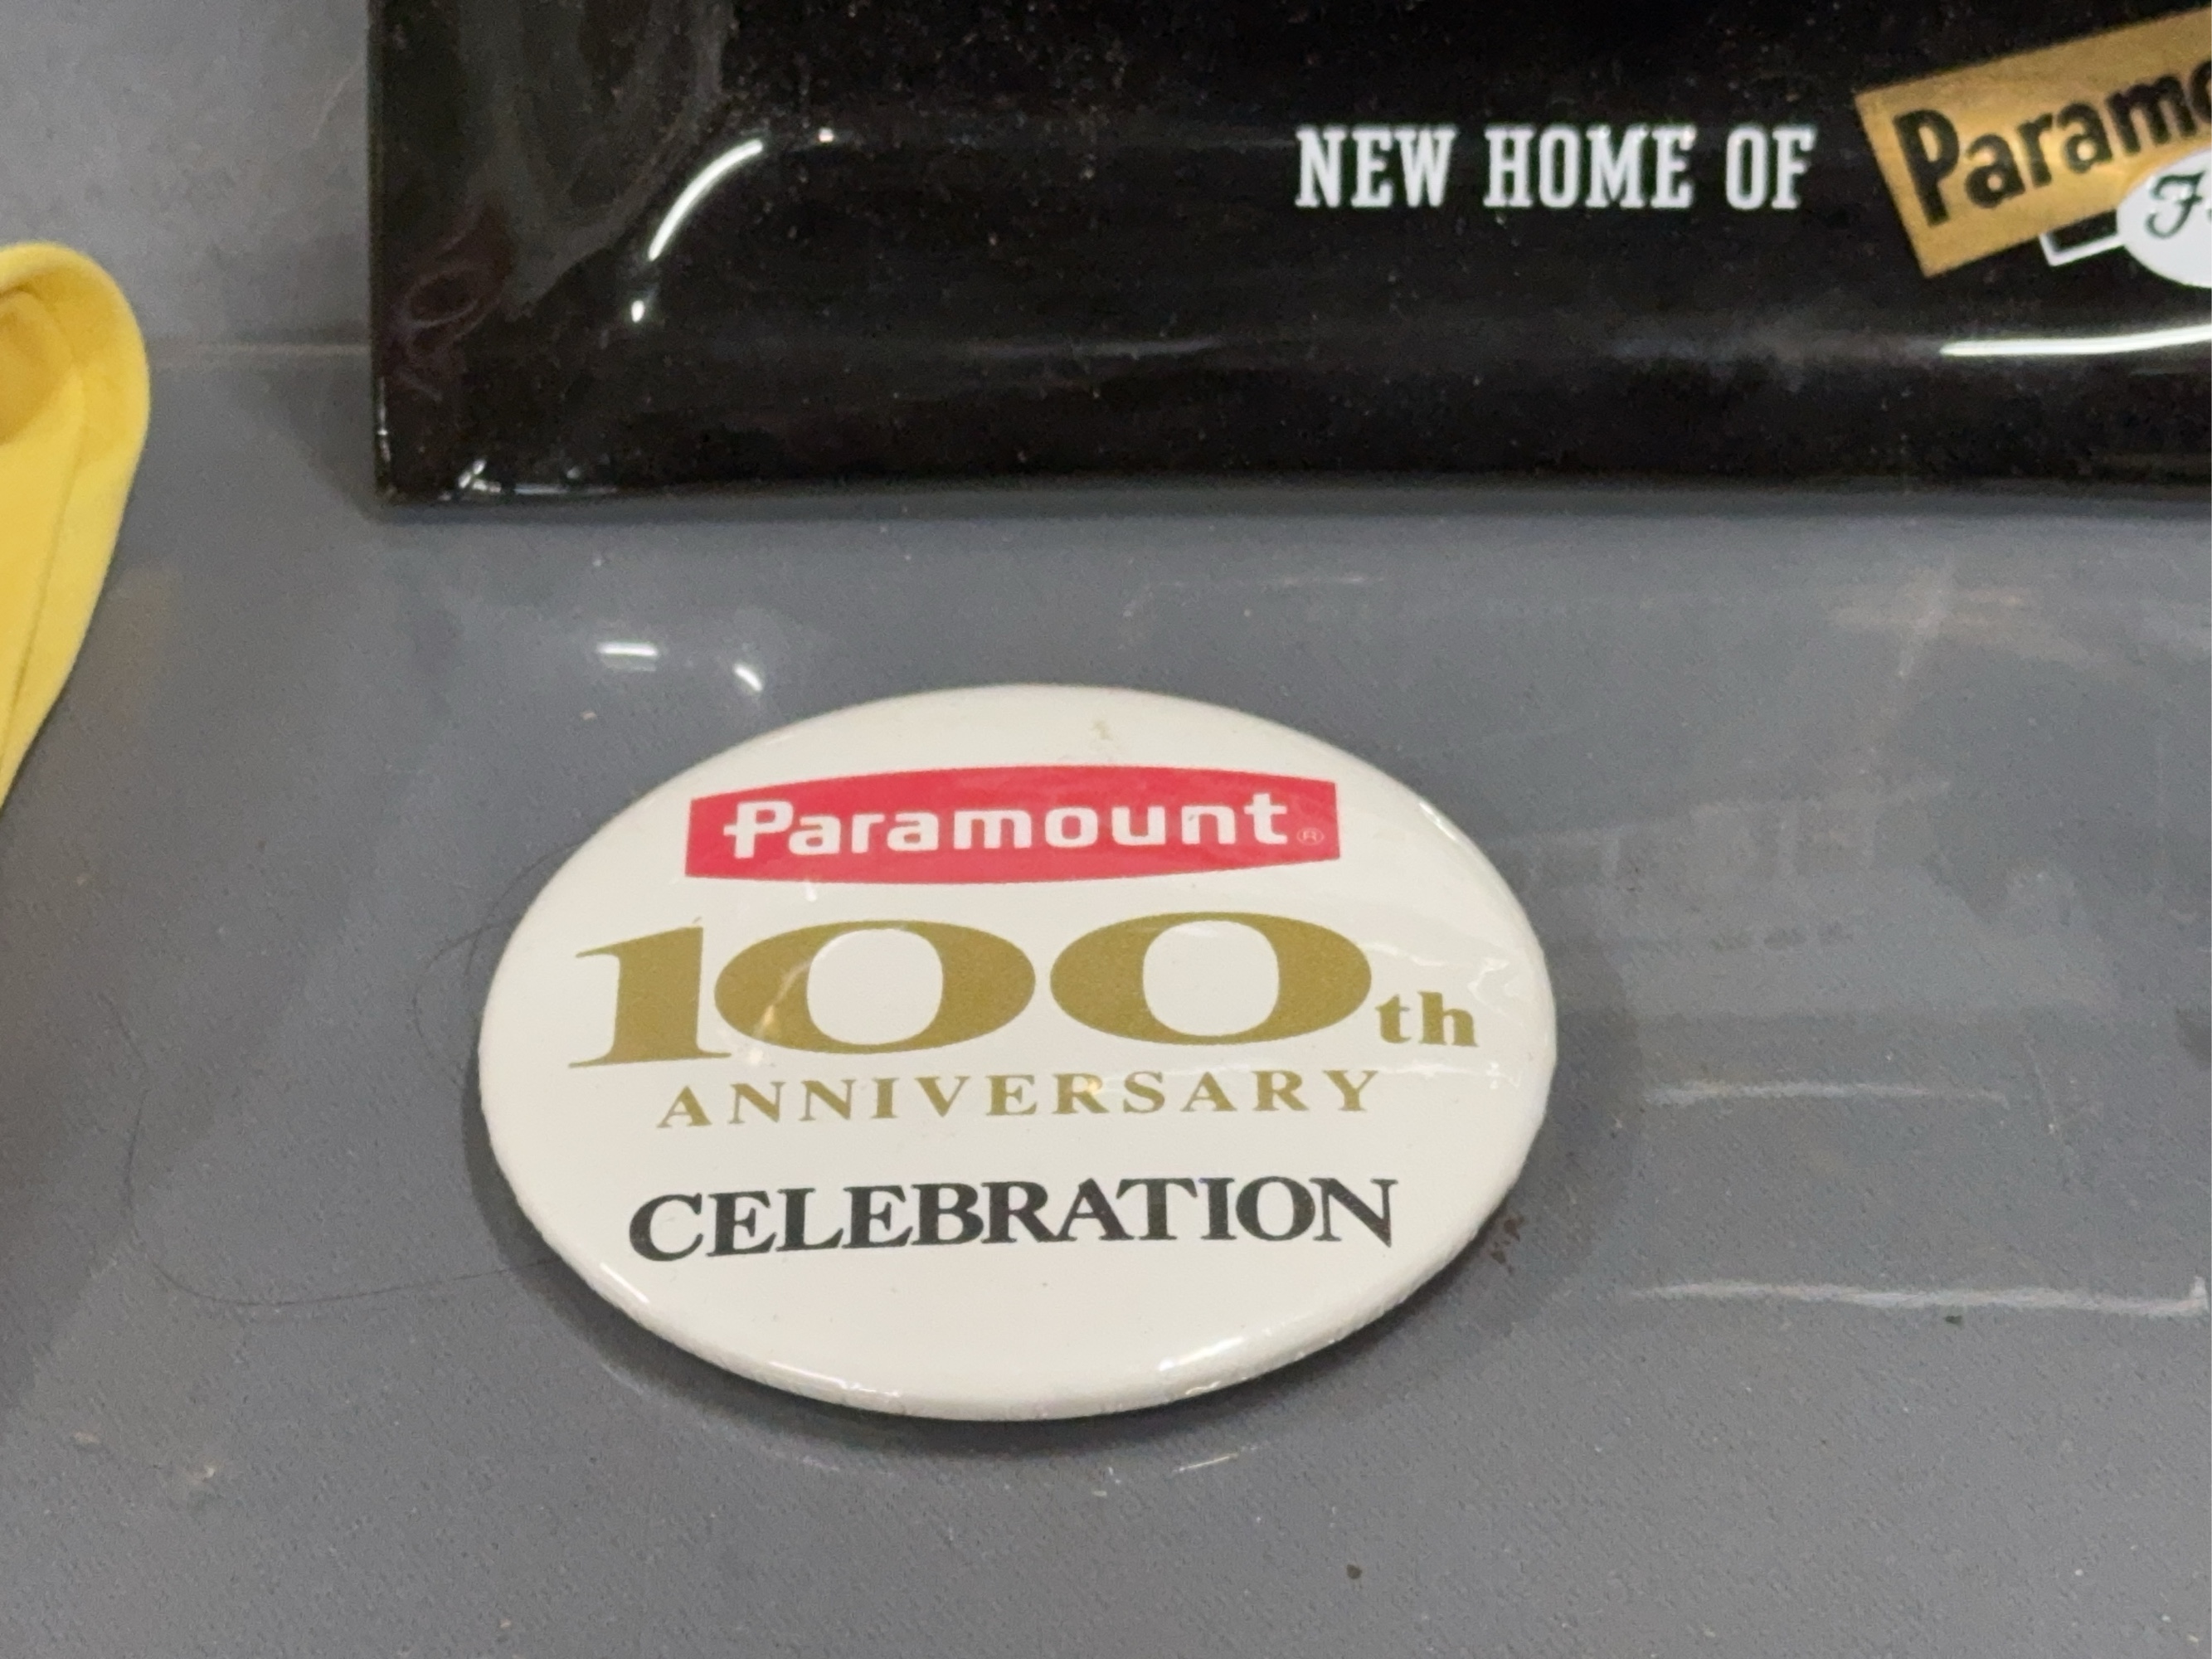 NEW HOME OF
Paramount®
100th
ANNIVERSARY
CELEBRATION